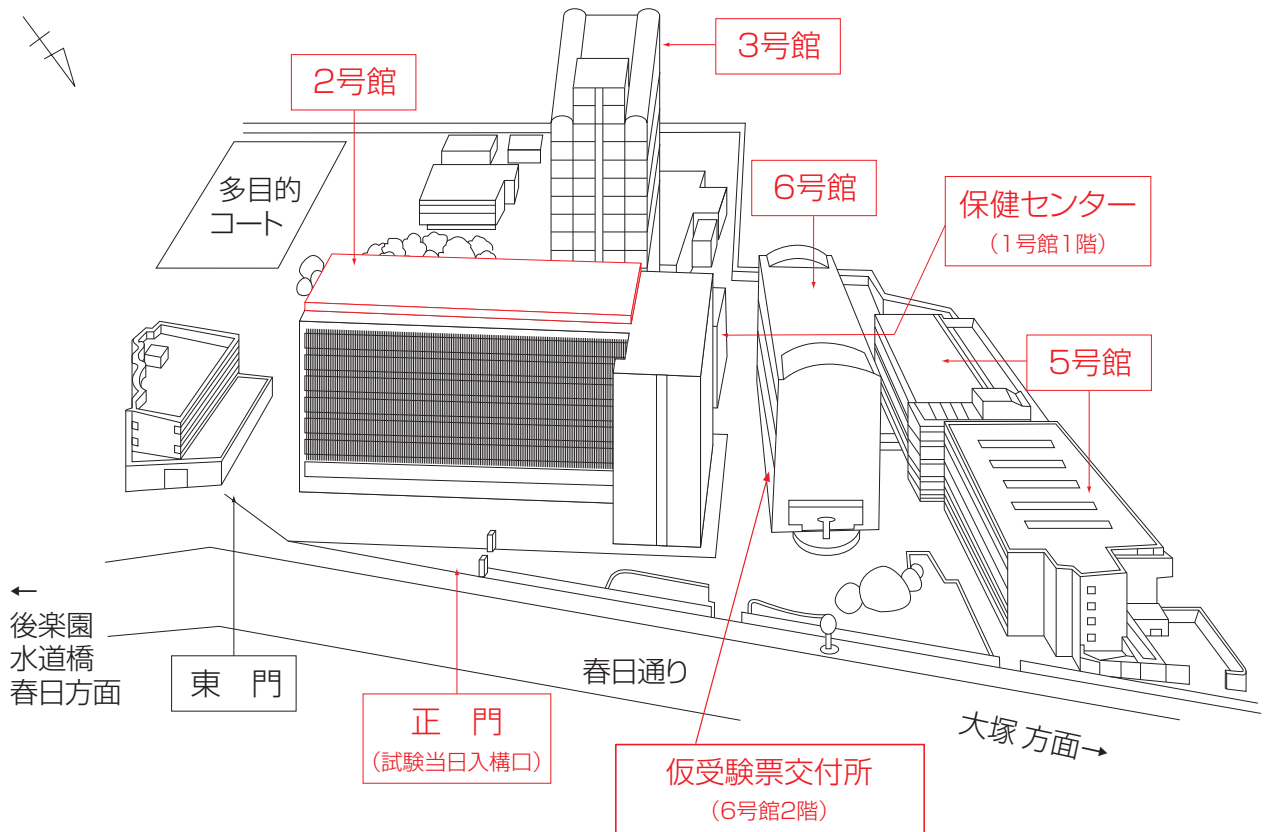 3号館
2号館
多目的
コート
6号館
保健センター
(1号館1階)
5号館
←
後楽園
水道橋
春日方面
東 門
正 門
(試験当日入構口)
春日通り
仮受験票交付所
(6号館2階)
大塚 方面→